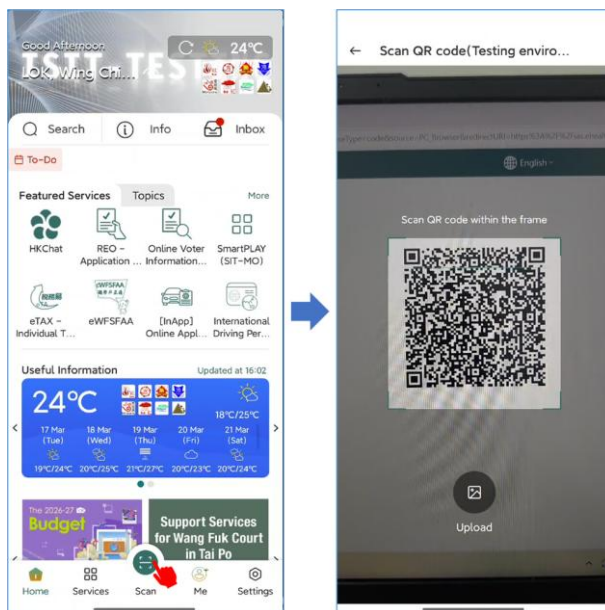 Good Afternoon
LOK, Wing Chi...
ISIT - TEST
24°C
Search
Info
Inbox
To-Do
Featured Services
Topics
More
HKChat
REO -
Application ...
Online Voter
Information...
SmartPLAY
(SIT-MO)
eTAX -
Individual T...
eWFSFAA
[InApp]
Online Appl...
International
Driving Per...
Useful Information
Updated at 16:02
24°C
18°C/25°C
17 Mar
(Tue)
18 Mar
(Wed)
19 Mar
(Thu)
20 Mar
(Fri)
21 Mar
(Sat)
19°C/24°C
20°C/25°C
21°C/27°C
20°C/23°C
20°C/24°C
The 2026-27
Budget
Support Services
for Wang Fuk Court
in Tai Po
Home
Services
Scan
Me
Settings
Scan QR code(Testing enviro...
English
Scan QR code within the frame
Upload